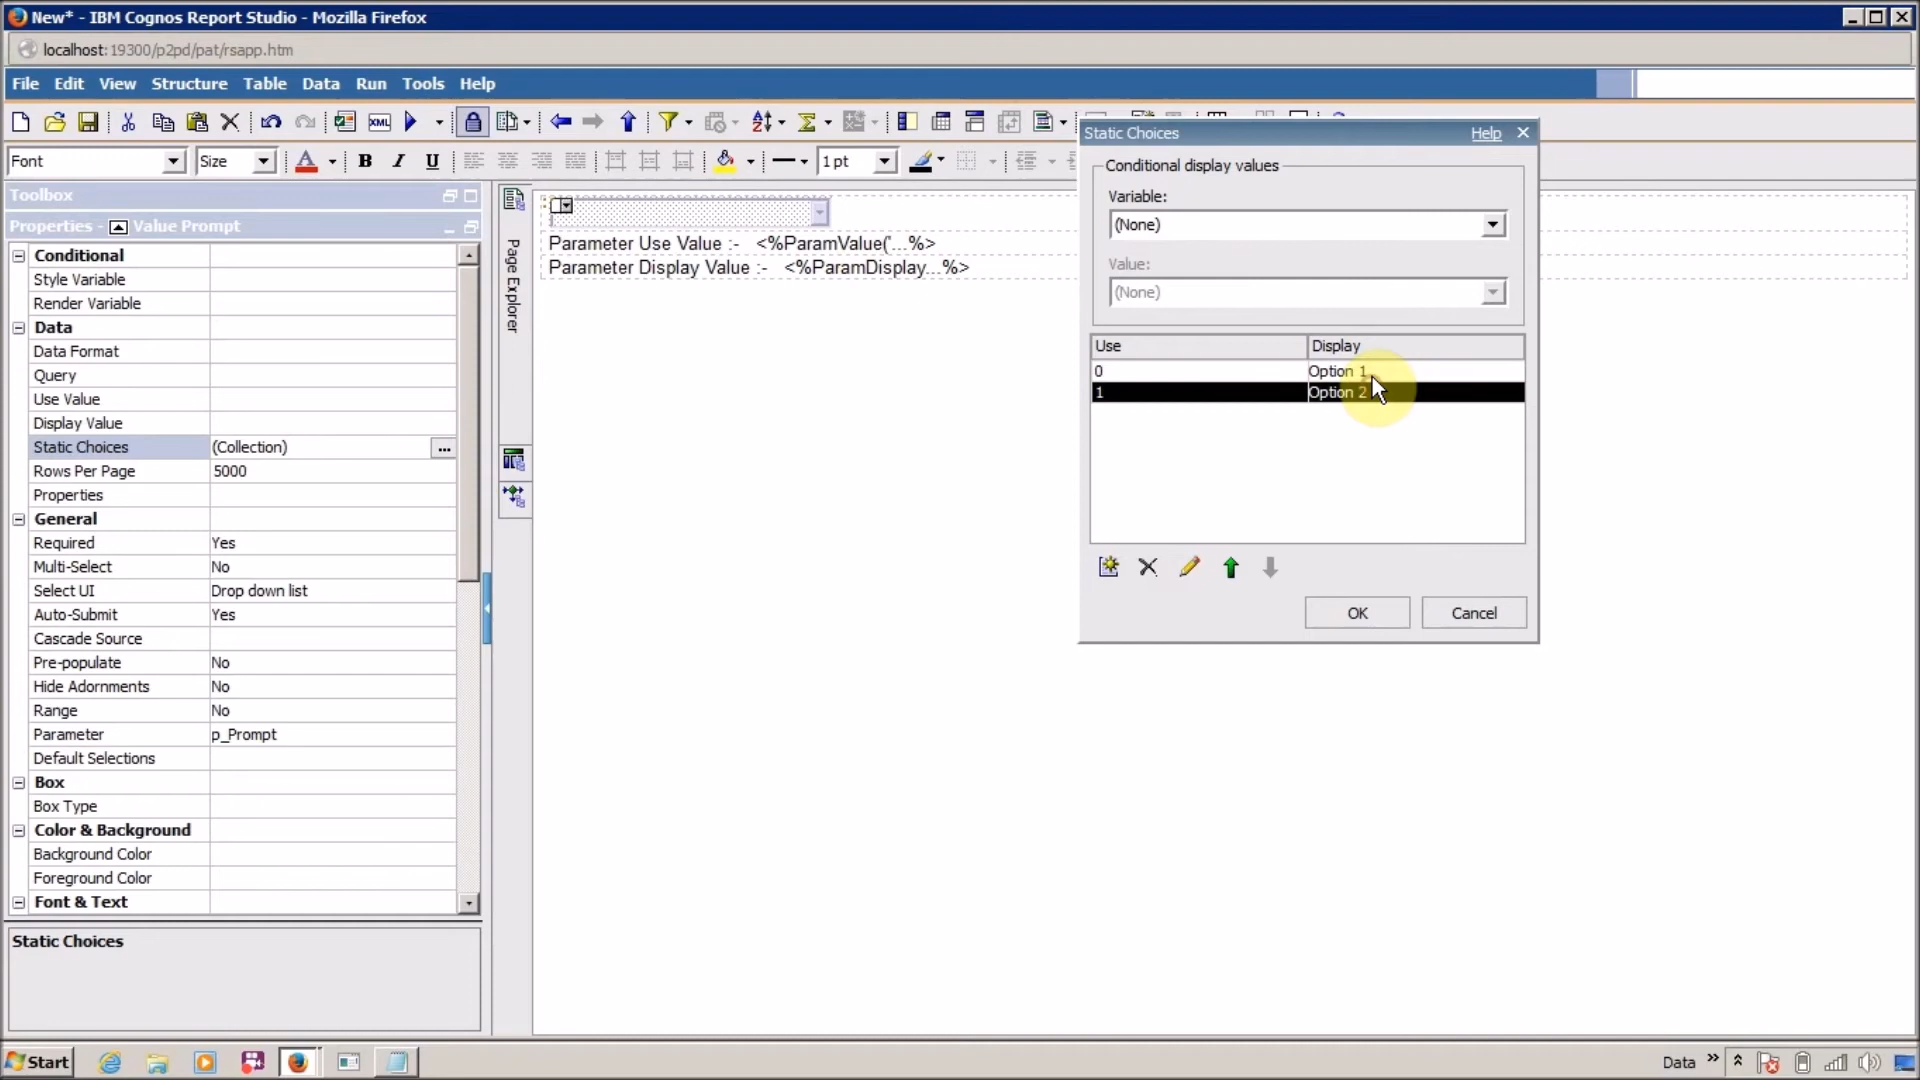 New* - IBM Cognos Report Studio - Mozilla Firefox
localhost:19300/p2pd/pat/rsapp.htm
File Edit View Structure Table Data Run Tools Help
XML
Font Size A B I U 1 pt
Toolbox
Properties - Value Prompt
Conditional
Style Variable
Render Variable
Data
Data Format
Query
Use Value
Display Value
Static Choices (Collection) ...
Rows Per Page 5000
Properties
General
Required Yes
Multi-Select No
Select UI Drop down list
Auto-Submit Yes
Cascade Source
Pre-populate No
Hide Adornments No
Range No
Parameter p_Prompt
Default Selections
Box
Box Type
Color & Background
Background Color
Foreground Color
Font & Text
Static Choices
Page Explorer
Parameter Use Value :- <%ParamValue('...%>
Parameter Display Value :- <%ParamDisplay...%>
Static Choices Help
Conditional display values
Variable:
(None)
Value:
(None)
Use Display
0 Option 1
1 Option 2
OK Cancel
Start Data